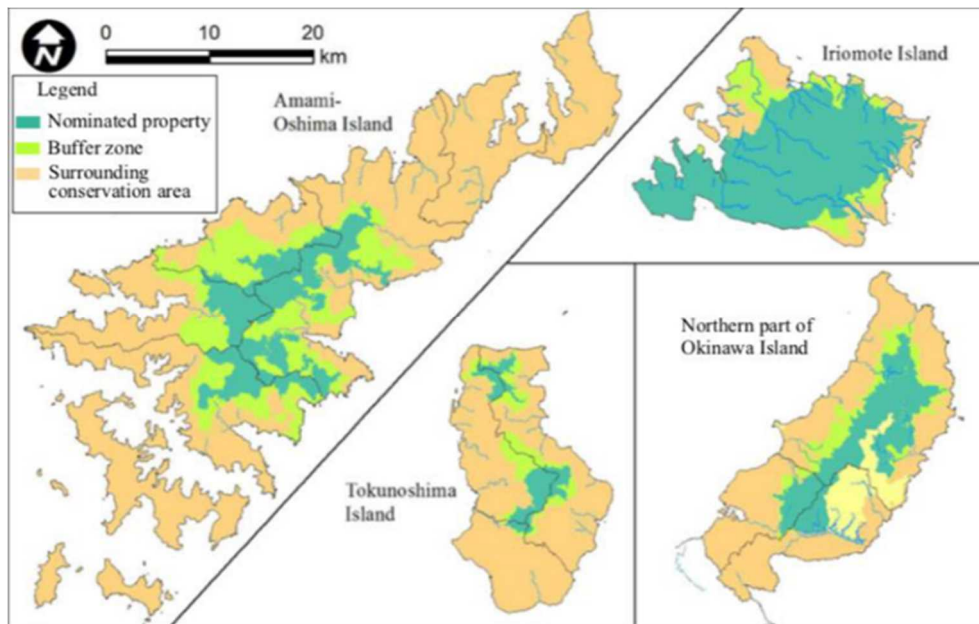 N
0 10 20
km
Legend
Nominated property
Buffer zone
Surrounding
conservation area
Amami-
Oshima Island
Iriomote Island
Tokunoshima
Island
Northern part of
Okinawa Island